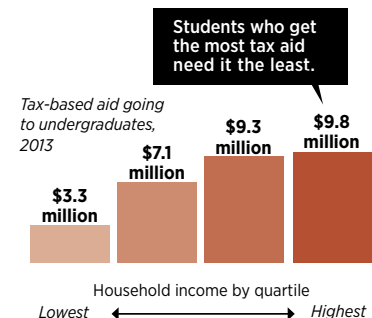 Students who get
the most tax aid
need it the least.
Tax-based aid going
to undergraduates,
2013
$3.3
million
$7.1
million
$9.3
million
$9.8
million
Household income by quartile
Lowest
Highest